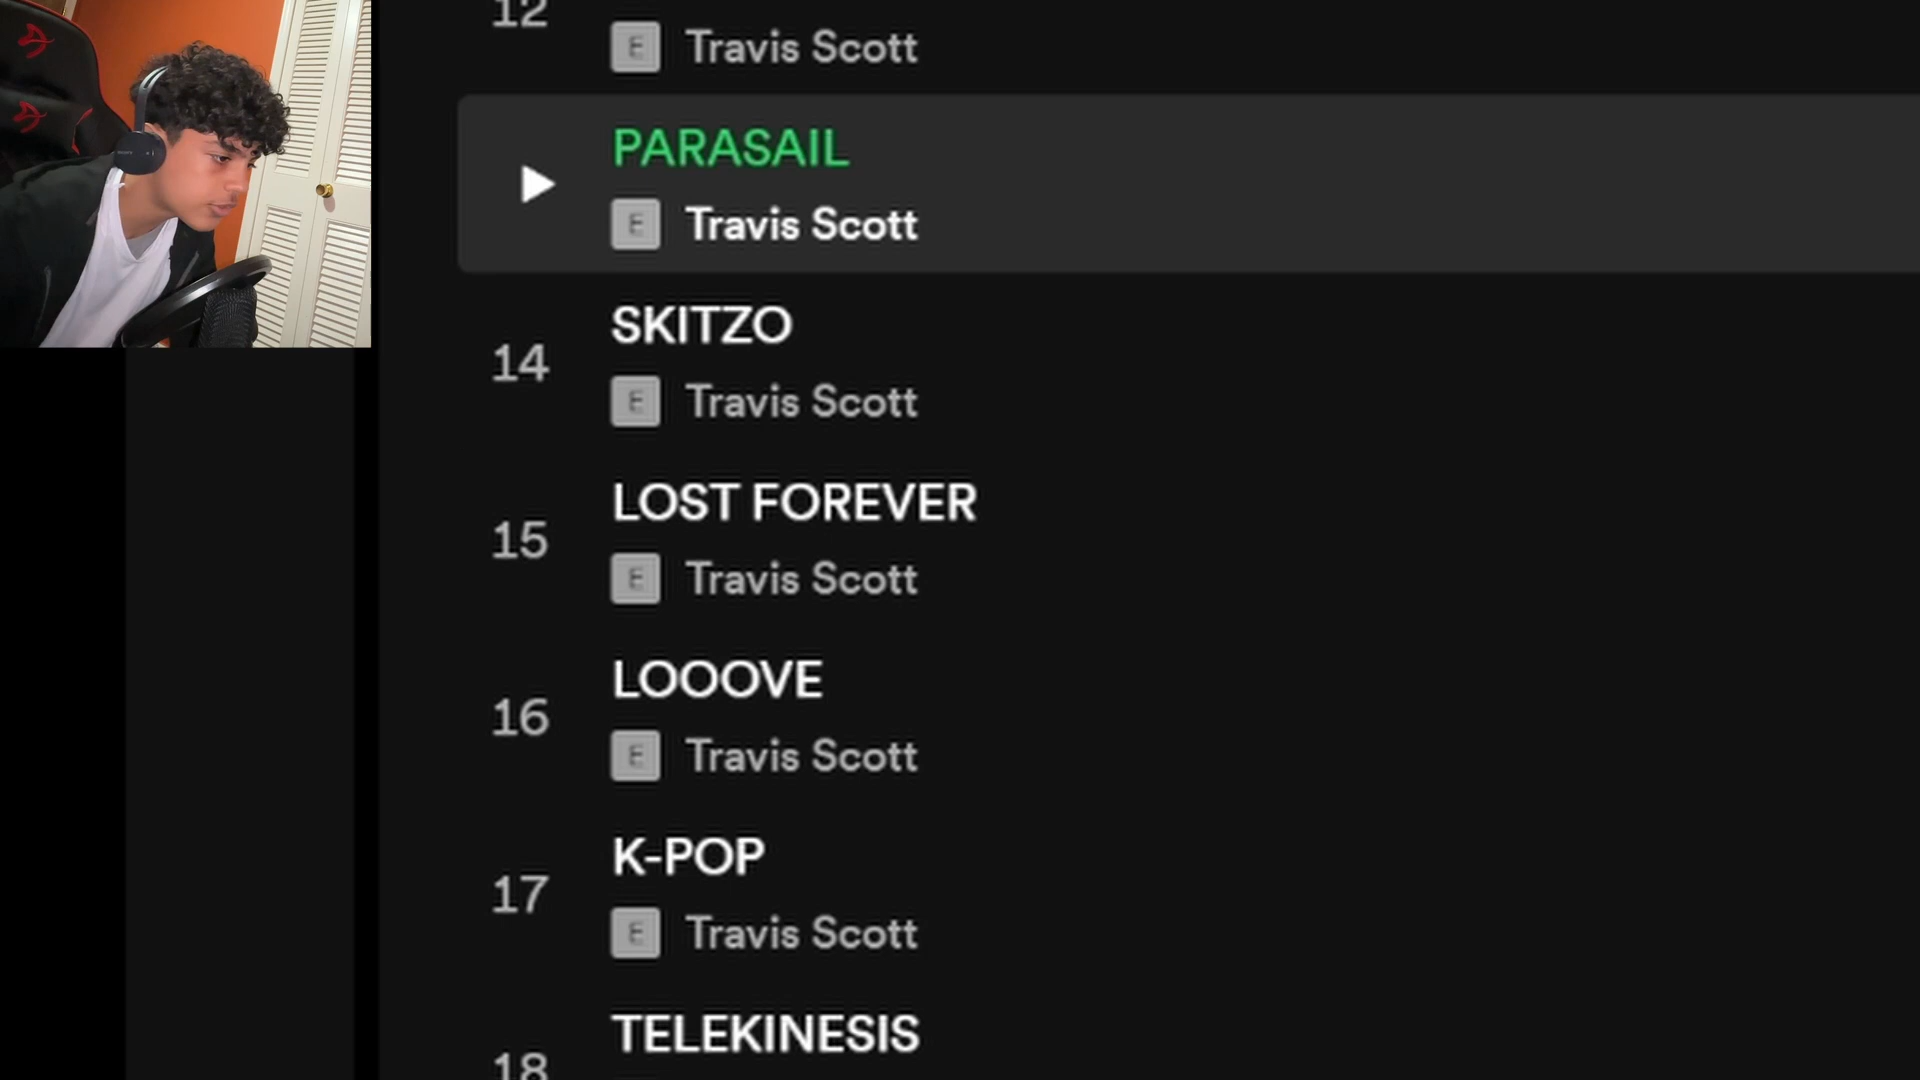 12
E Travis Scott
PARASAIL
E Travis Scott
14
SKITZO
E Travis Scott
15
LOST FOREVER
E Travis Scott
16
LOOOVE
E Travis Scott
17
K-POP
E Travis Scott
18
TELEKINESIS
SONY